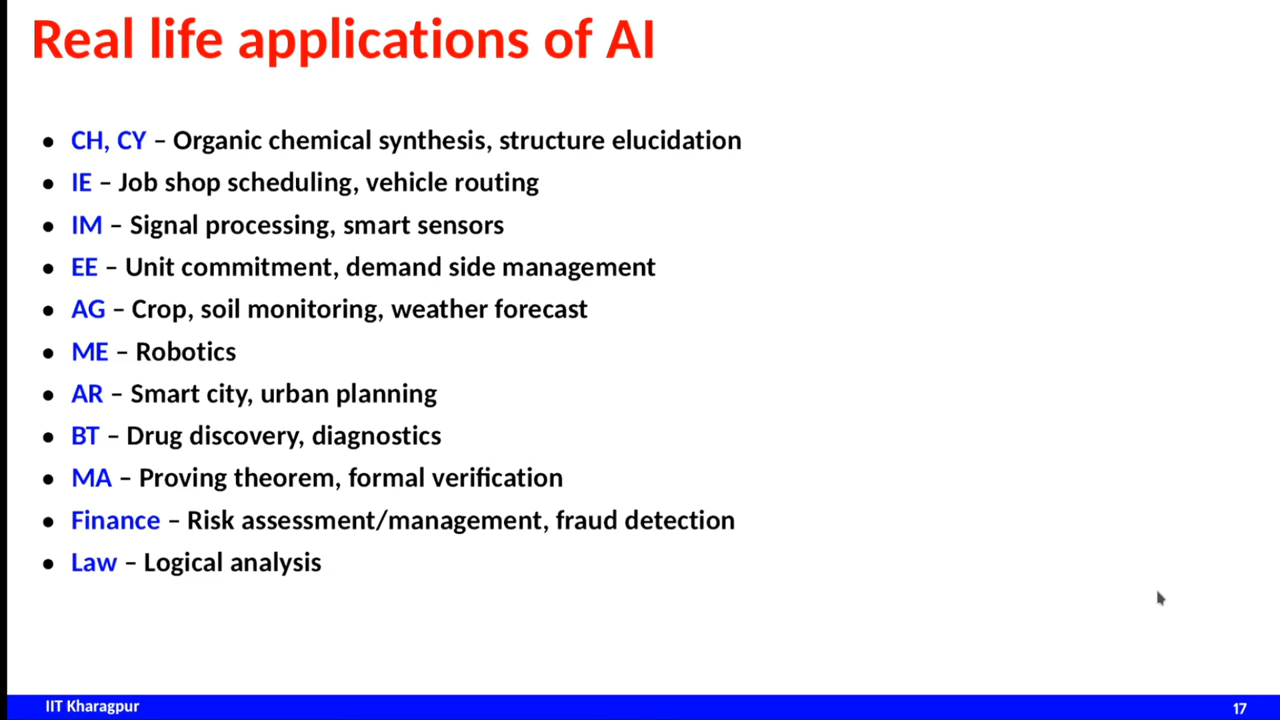 Real life applications of AI
• CH, CY – Organic chemical synthesis, structure elucidation
• IE – Job shop scheduling, vehicle routing
• IM – Signal processing, smart sensors
• EE – Unit commitment, demand side management
• AG – Crop, soil monitoring, weather forecast
• ME – Robotics
• AR – Smart city, urban planning
• BT – Drug discovery, diagnostics
• MA – Proving theorem, formal verification
• Finance – Risk assessment/management, fraud detection
• Law – Logical analysis
IIT Kharagpur
17